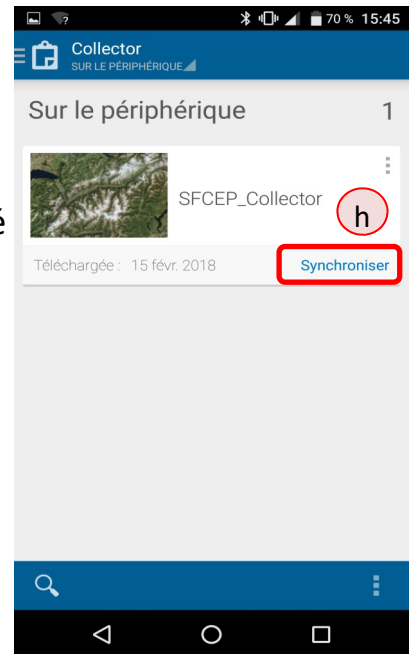 ? 70 % 15:45
Collector
SUR LE PÉRIPHÉRIQUE
Sur le périphérique 1
SFCEP_Collector
h
é
Téléchargée : 15 févr. 2018 Synchroniser